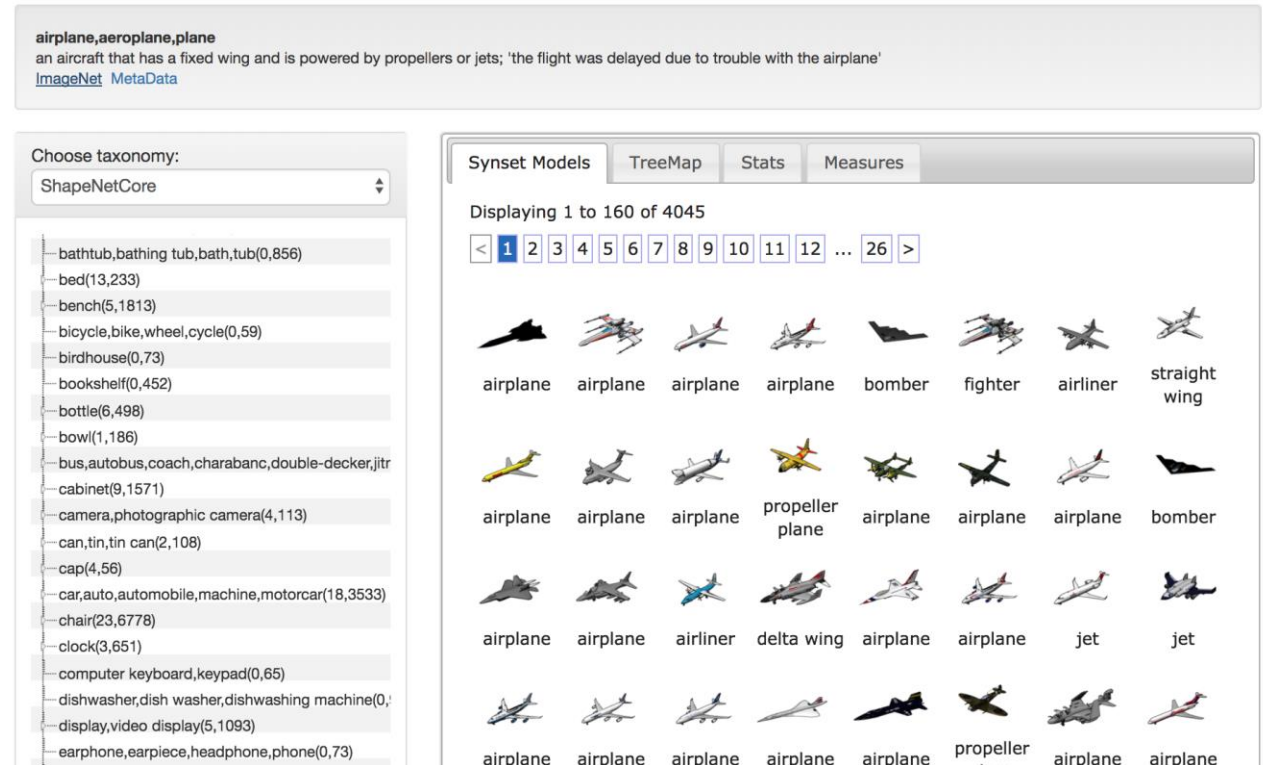 airplane,aeroplane,plane
an aircraft that has a fixed wing and is powered by propellers or jets; 'the flight was delayed due to trouble with the airplane'
ImageNet MetaData
Choose taxonomy:
ShapeNetCore
bathtub,bathing tub,bath,tub(0,856)
bed(13,233)
bench(5,1813)
bicycle,bike,wheel,cycle(0,59)
birdhouse(0,73)
bookshelf(0,452)
bottle(6,498)
bowl(1,186)
bus,autobus,coach,charabanc,double-decker,jitr
cabinet(9,1571)
camera,photographic camera(4,113)
can,tin,tin can(2,108)
cap(4,56)
car,auto,automobile,machine,motorcar(18,3533)
chair(23,6778)
clock(3,651)
computer keyboard,keypad(0,65)
dishwasher,dish washer,dishwashing machine(0,
display,video display(5,1093)
earphone,earpiece,headphone,phone(0,73)
Synset Models TreeMap Stats Measures
Displaying 1 to 160 of 4045
< 1 2 3 4 5 6 7 8 9 10 11 12 ... 26 >
airplane airplane airplane airplane bomber fighter airliner straight wing
airplane airplane airplane propeller plane airplane airplane airplane bomber
airplane airplane airliner delta wing airplane airplane jet jet
airplane airplane airplane airplane airplane propeller airplane airplane